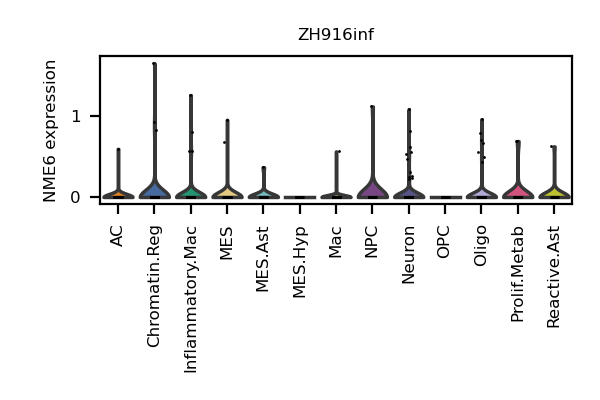 ZH916inf
NME6 expression
1
0
AC
Chromatin.Reg
Inflammatory.Mac
MES
MES.Ast
MES.Hyp
Mac
NPC
Neuron
OPC
Oligo
Prolif.Metab
Reactive.Ast